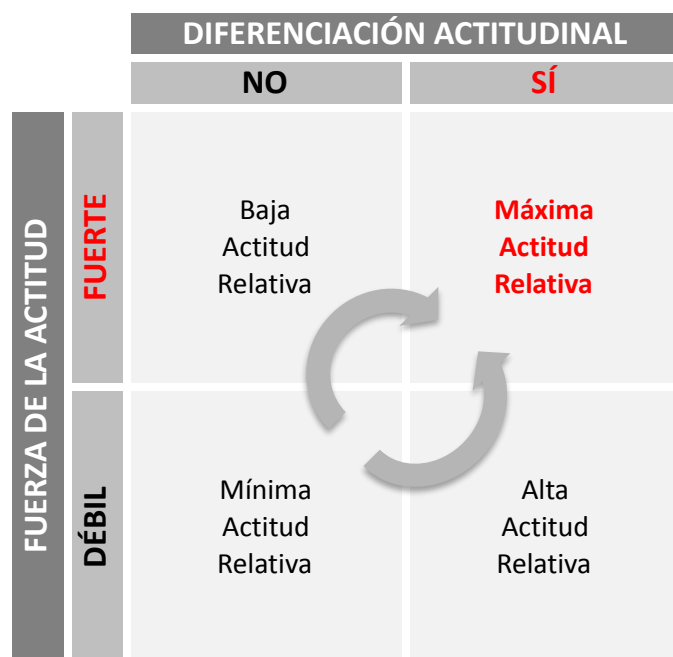 DIFERENCIACIÓN ACTITUDINAL
NO
SÍ
FUERZA DE LA ACTITUD
FUERTE
Baja
Actitud
Relativa
Máxima
Actitud
Relativa
DÉBIL
Mínima
Actitud
Relativa
Alta
Actitud
Relativa